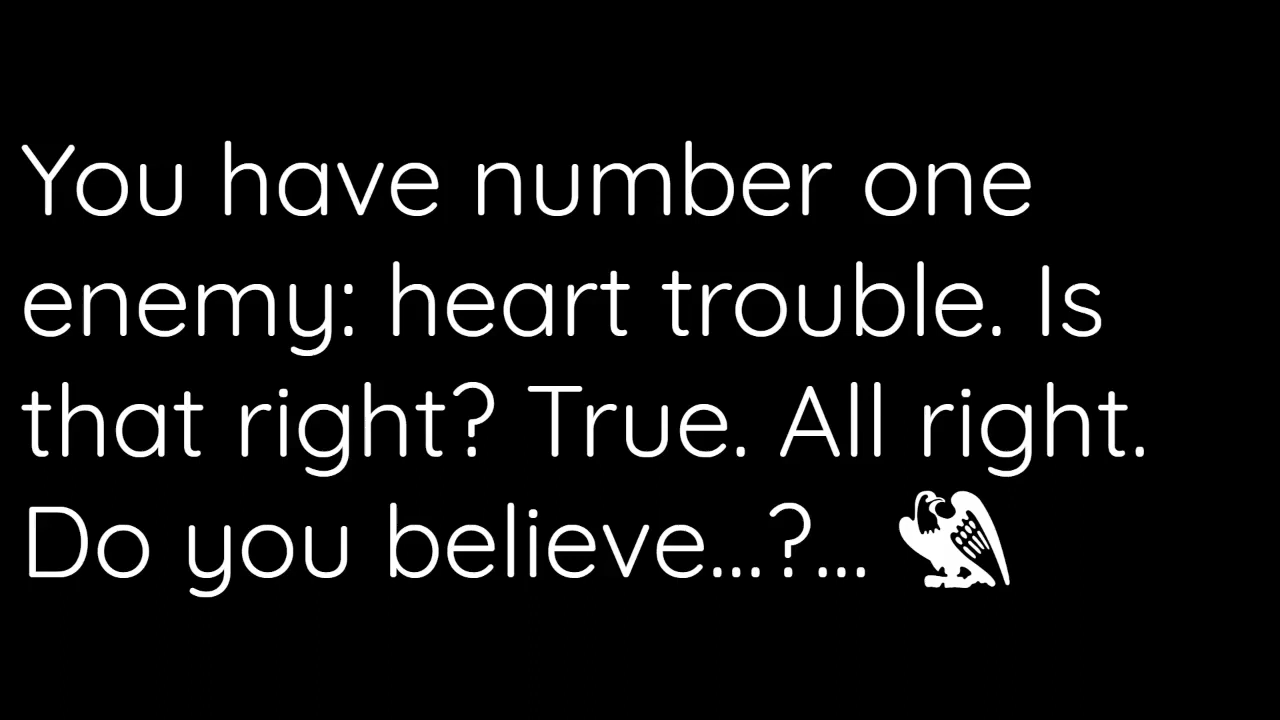 You have number one
enemy: heart trouble. Is
that right? True. All right.
Do you believe...?...